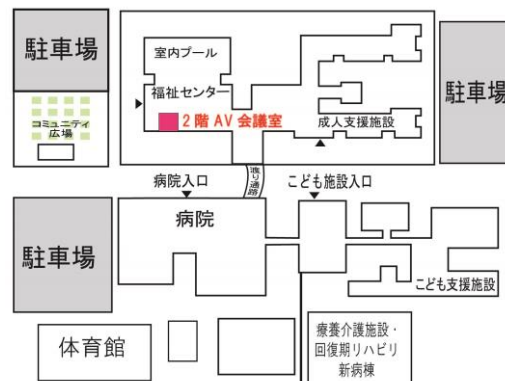 駐車場
室内プール
福祉センター
2階 AV 会議室
成人支援施設
駐車場
コミュニティ
広場
渡り通路
病院入口
こども施設入口
病院
駐車場
こども支援施設
体育館
療養介護施設・
回復期リハビリ
新病棟